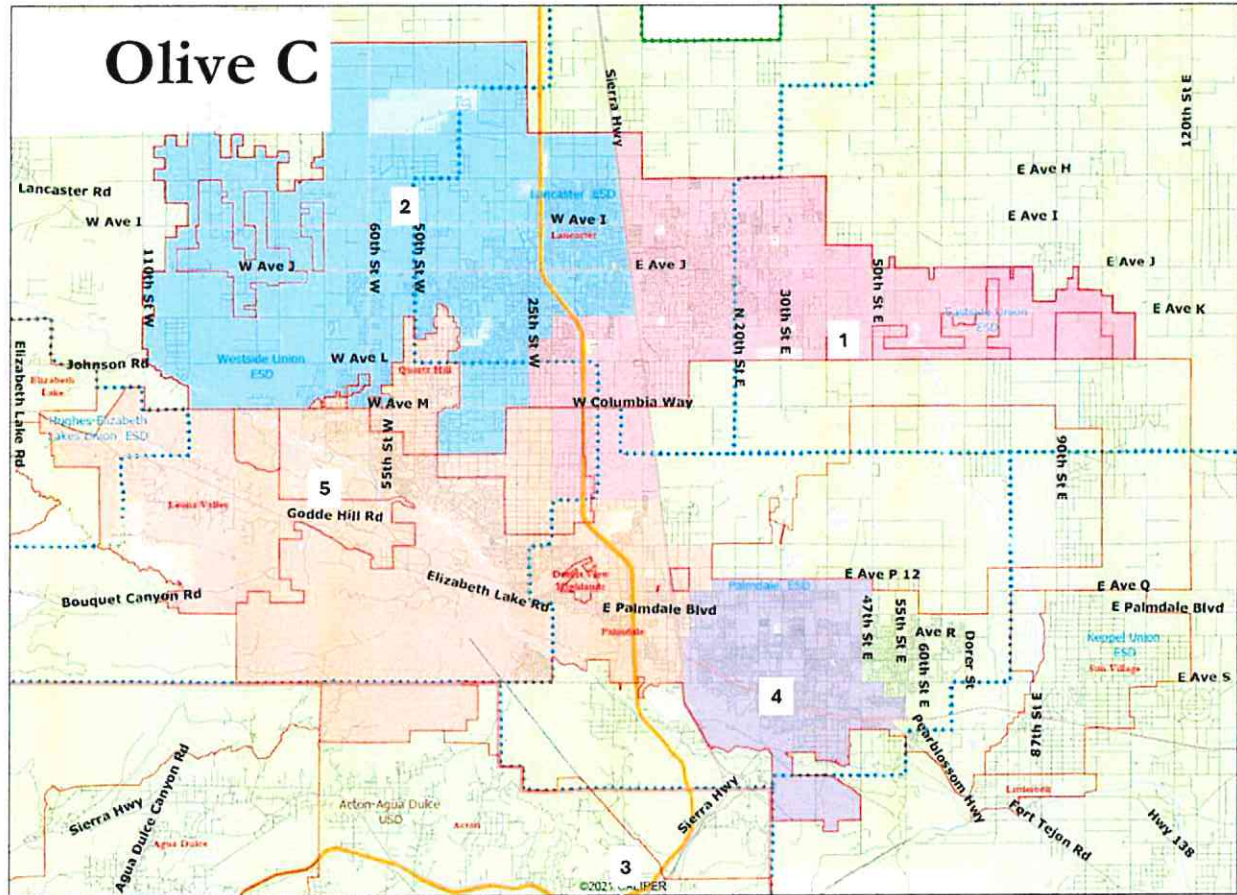 Olive C
Sierra Hwy
120th St E
Lancaster Rd
W Ave I
110th St W
2
60th St W
50th St W
W Ave J
Lancaster ESD
W Ave I
Lancaster
E Ave H
E Ave I
E Ave J
E Ave J
50th St E
Eastside Union
ESD
E Ave K
N 20th St E
30th St E
1
25th St W
Elizabeth Lake Rd
Johnson Rd
Elizabeth
Lake
Westside Union
ESD
W Ave L
Quartz Hill
W Ave M
W Columbia Way
Hughes-Elizabeth
Lakes Union ESD
55th St W
90th St E
5
Leona Valley
Godde Hill Rd
Bouquet Canyon Rd
Elizabeth Lake Rd
Desert View
Highlands
E Palmdale Blvd
Palmdale
Palmdale ESD
E Ave P 12
47th St E
55th St E
Ave R
60th St E
Dorer St
E Ave Q
E Palmdale Blvd
Keppel Union
ESD
Sun Village
E Ave S
4
Pearblossom Hwy
87th St E
Littlerock
Fort Tejon Rd
Hwy 138
Sierra Hwy
Agua Dulce Canyon Rd
Agua Dulce
Acton-Agua Dulce
USD
Acton
Sierra Hwy
3
©2021 CALIPER